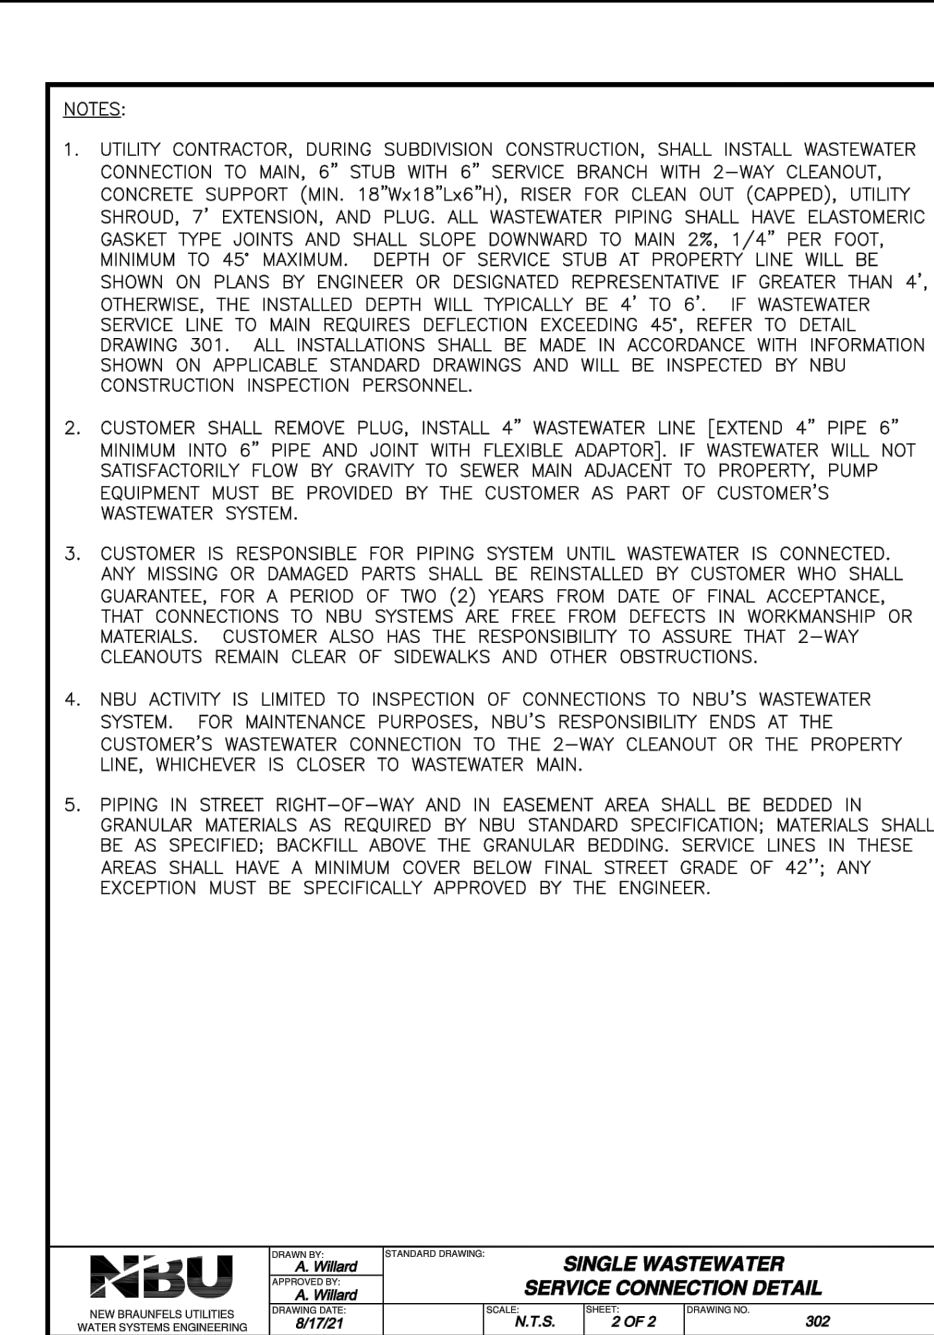 NOTES:
1. UTILITY CONTRACTOR, DURING SUBDIVISION CONSTRUCTION, SHALL INSTALL WASTEWATER
CONNECTION TO MAIN, 6" STUB WITH 6" SERVICE BRANCH WITH 2-WAY CLEANOUT,
CONCRETE SUPPORT (MIN. 18"Wx18"Lx6"H), RISER FOR CLEAN OUT (CAPPED), UTILITY
SHROUD, 7' EXTENSION, AND PLUG. ALL WASTEWATER PIPING SHALL HAVE ELASTOMERIC
GASKET TYPE JOINTS AND SHALL SLOPE DOWNWARD TO MAIN 2%, 1/4" PER FOOT,
MINIMUM TO 45° MAXIMUM. DEPTH OF SERVICE STUB AT PROPERTY LINE WILL BE
SHOWN ON PLANS BY ENGINEER OR DESIGNATED REPRESENTATIVE IF GREATER THAN 4',
OTHERWISE, THE INSTALLED DEPTH WILL TYPICALLY BE 4' TO 6'. IF WASTEWATER
SERVICE LINE TO MAIN REQUIRES DEFLECTION EXCEEDING 45°, REFER TO DETAIL
DRAWING 301. ALL INSTALLATIONS SHALL BE MADE IN ACCORDANCE WITH INFORMATION
SHOWN ON APPLICABLE STANDARD DRAWINGS AND WILL BE INSPECTED BY NBU
CONSTRUCTION INSPECTION PERSONNEL.
2. CUSTOMER SHALL REMOVE PLUG, INSTALL 4" WASTEWATER LINE [EXTEND 4" PIPE 6"
MINIMUM INTO 6" PIPE AND JOINT WITH FLEXIBLE ADAPTOR]. IF WASTEWATER WILL NOT
SATISFACTORILY FLOW BY GRAVITY TO SEWER MAIN ADJACENT TO PROPERTY, PUMP
EQUIPMENT MUST BE PROVIDED BY THE CUSTOMER AS PART OF CUSTOMER'S
WASTEWATER SYSTEM.
3. CUSTOMER IS RESPONSIBLE FOR PIPING SYSTEM UNTIL WASTEWATER IS CONNECTED.
ANY MISSING OR DAMAGED PARTS SHALL BE REINSTALLED BY CUSTOMER WHO SHALL
GUARANTEE, FOR A PERIOD OF TWO (2) YEARS FROM DATE OF FINAL ACCEPTANCE,
THAT CONNECTIONS TO NBU SYSTEMS ARE FREE FROM DEFECTS IN WORKMANSHIP OR
MATERIALS. CUSTOMER ALSO HAS THE RESPONSIBILITY TO ASSURE THAT 2-WAY
CLEANOUTS REMAIN CLEAR OF SIDEWALKS AND OTHER OBSTRUCTIONS.
4. NBU ACTIVITY IS LIMITED TO INSPECTION OF CONNECTIONS TO NBU'S WASTEWATER
SYSTEM. FOR MAINTENANCE PURPOSES, NBU'S RESPONSIBILITY ENDS AT THE
CUSTOMER'S WASTEWATER CONNECTION TO THE 2-WAY CLEANOUT OR THE PROPERTY
LINE, WHICHEVER IS CLOSER TO WASTEWATER MAIN.
5. PIPING IN STREET RIGHT-OF-WAY AND IN EASEMENT AREA SHALL BE BEDDED IN
GRANULAR MATERIALS AS REQUIRED BY NBU STANDARD SPECIFICATION; MATERIALS SHALL
BE AS SPECIFIED; BACKFILL ABOVE THE GRANULAR BEDDING. SERVICE LINES IN THESE
AREAS SHALL HAVE A MINIMUM COVER BELOW FINAL STREET GRADE OF 42''; ANY
EXCEPTION MUST BE SPECIFICALLY APPROVED BY THE ENGINEER.
NBU
NEW BRAUNFELS UTILITIES
WATER SYSTEMS ENGINEERING
DRAWN BY:
A. Willard
APPROVED BY:
A. Willard
DRAWING DATE:
8/17/21
STANDARD DRAWING:
SINGLE WASTEWATER
SERVICE CONNECTION DETAIL
SCALE:
N.T.S.
SHEET:
2 OF 2
DRAWING NO.
302